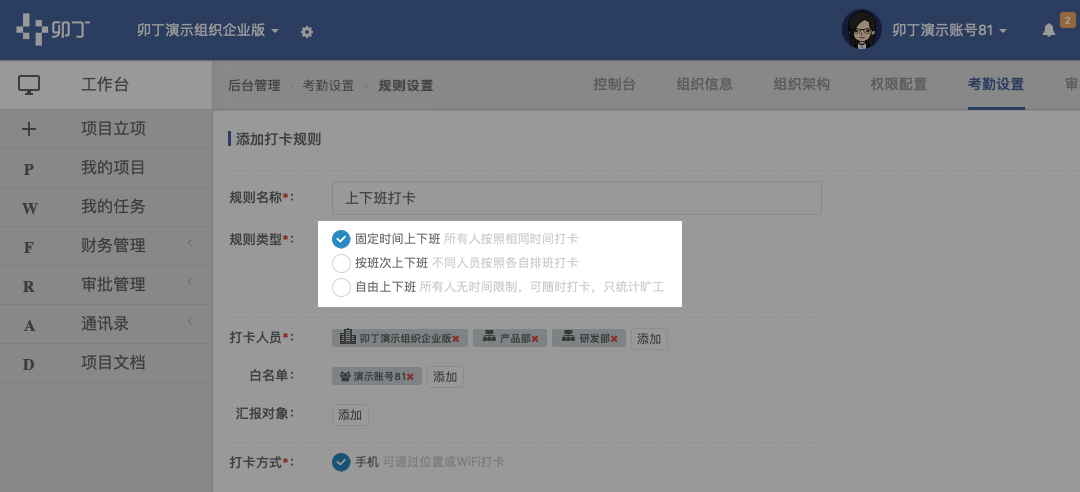 卯丁 卯丁演示组织企业版 卯丁演示账号81 2
工作台
后台管理 考勤设置 规则设置 控制台 组织信息 组织架构 权限配置 考勤设置 审
项目立项
P 我的项目
W 我的任务
F 财务管理
R 审批管理
A 通讯录
D 项目文档
添加打卡规则
规则名称*： 上下班打卡
规则类型*： 固定时间上下班 所有人按照相同时间打卡
按班次上下班 不同人员按照各自排班打卡
自由上下班 所有人无时间限制，可随时打卡，只统计旷工
打卡人员*： 卯丁演示组织企业版 产品部 研发部 添加
白名单： 演示账号81 添加
汇报对象： 添加
打卡方式*： 手机 可通过位置或WiFi打卡